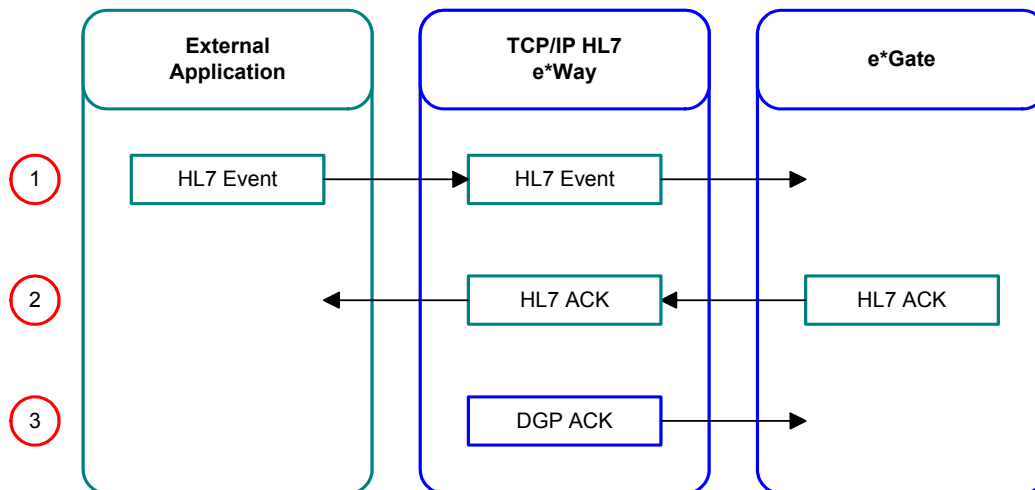 External
Application
TCP/IP HL7
e*Way
e*Gate
1
HL7 Event
HL7 Event
2
HL7 ACK
HL7 ACK
3
DGP ACK